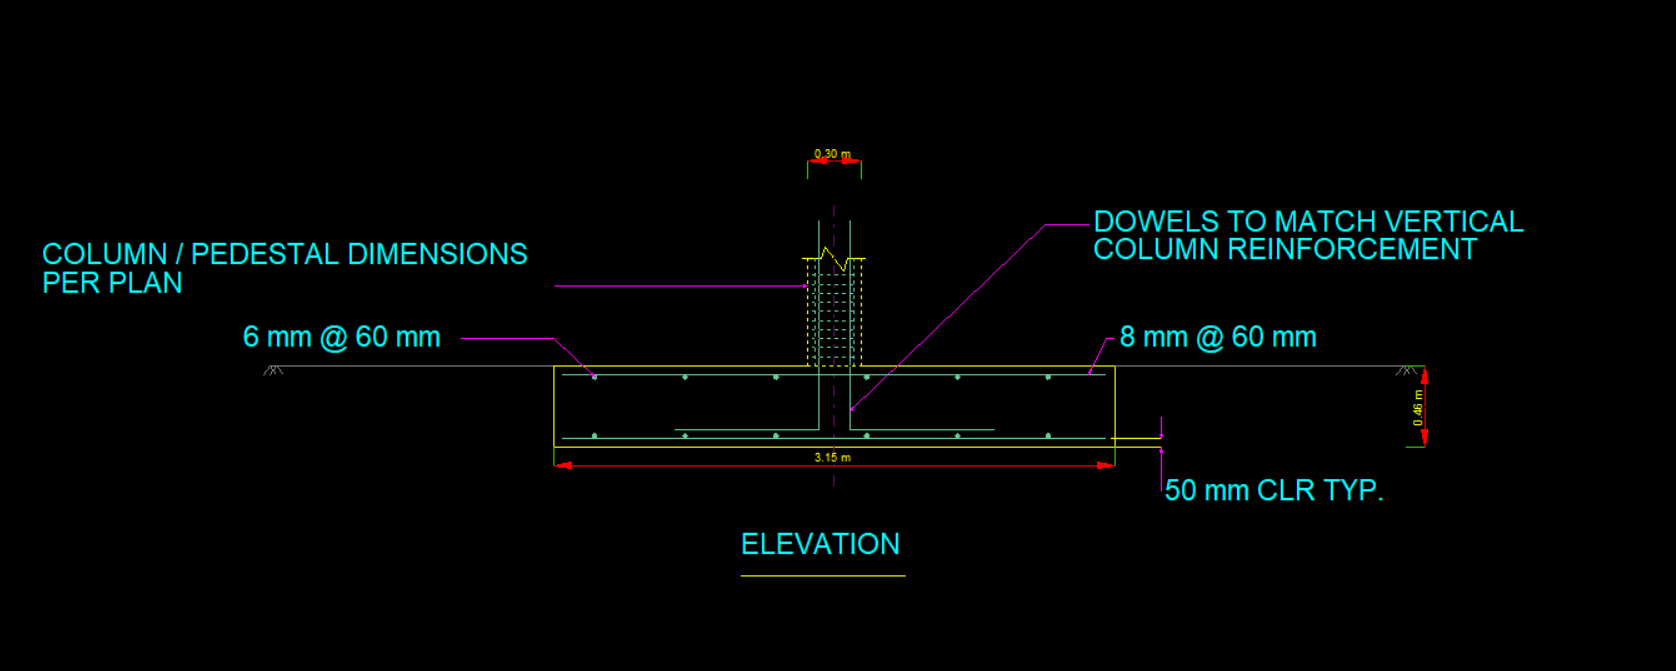 0.30 m
DOWELS TO MATCH VERTICAL
COLUMN REINFORCEMENT
COLUMN / PEDESTAL DIMENSIONS
PER PLAN
6 mm @ 60 mm
8 mm @ 60 mm
0.46 m
3.15 m
50 mm CLR TYP.
ELEVATION